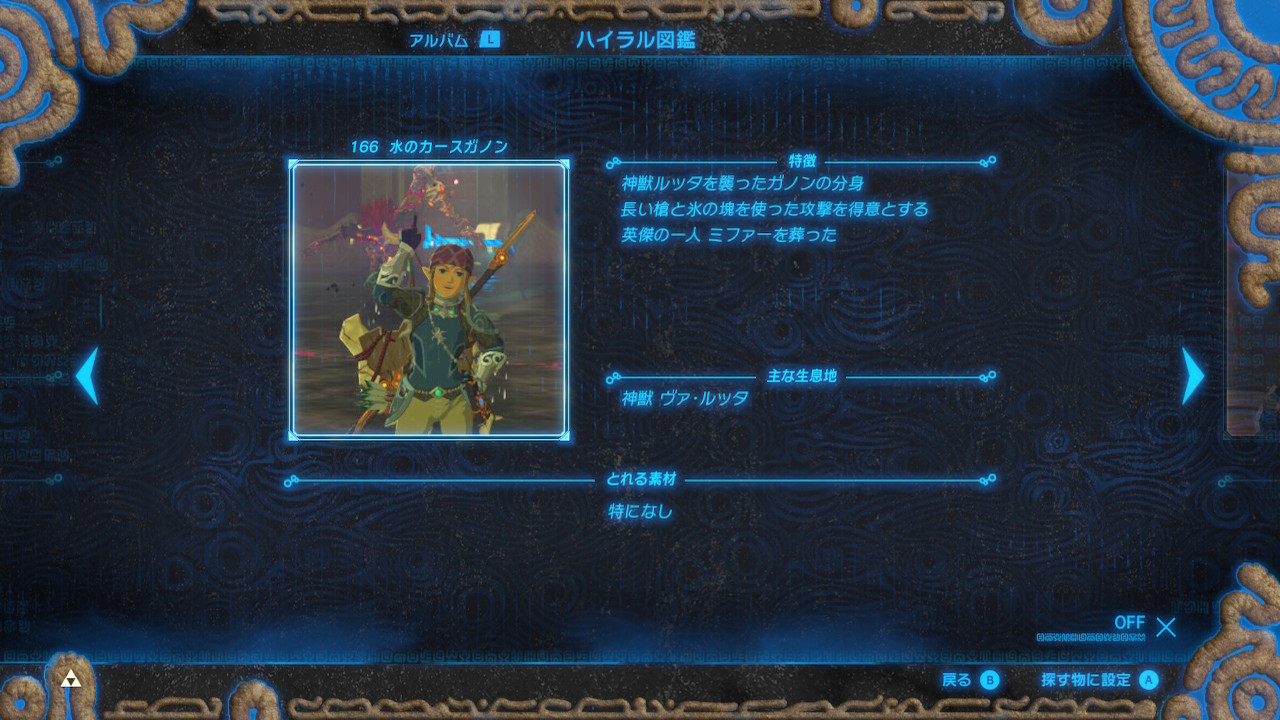 アルバム L
ハイラル図鑑
166 水のカースガノン
特徴
神獣ルッタを襲ったガノンの分身
長い槍と氷の塊を使った攻撃を得意とする
英傑の一人 ミファーを葬った
主な生息地
神獣 ヴァ・ルッタ
とれる素材
特になし
OFF
戻る B
探す物に設定 A